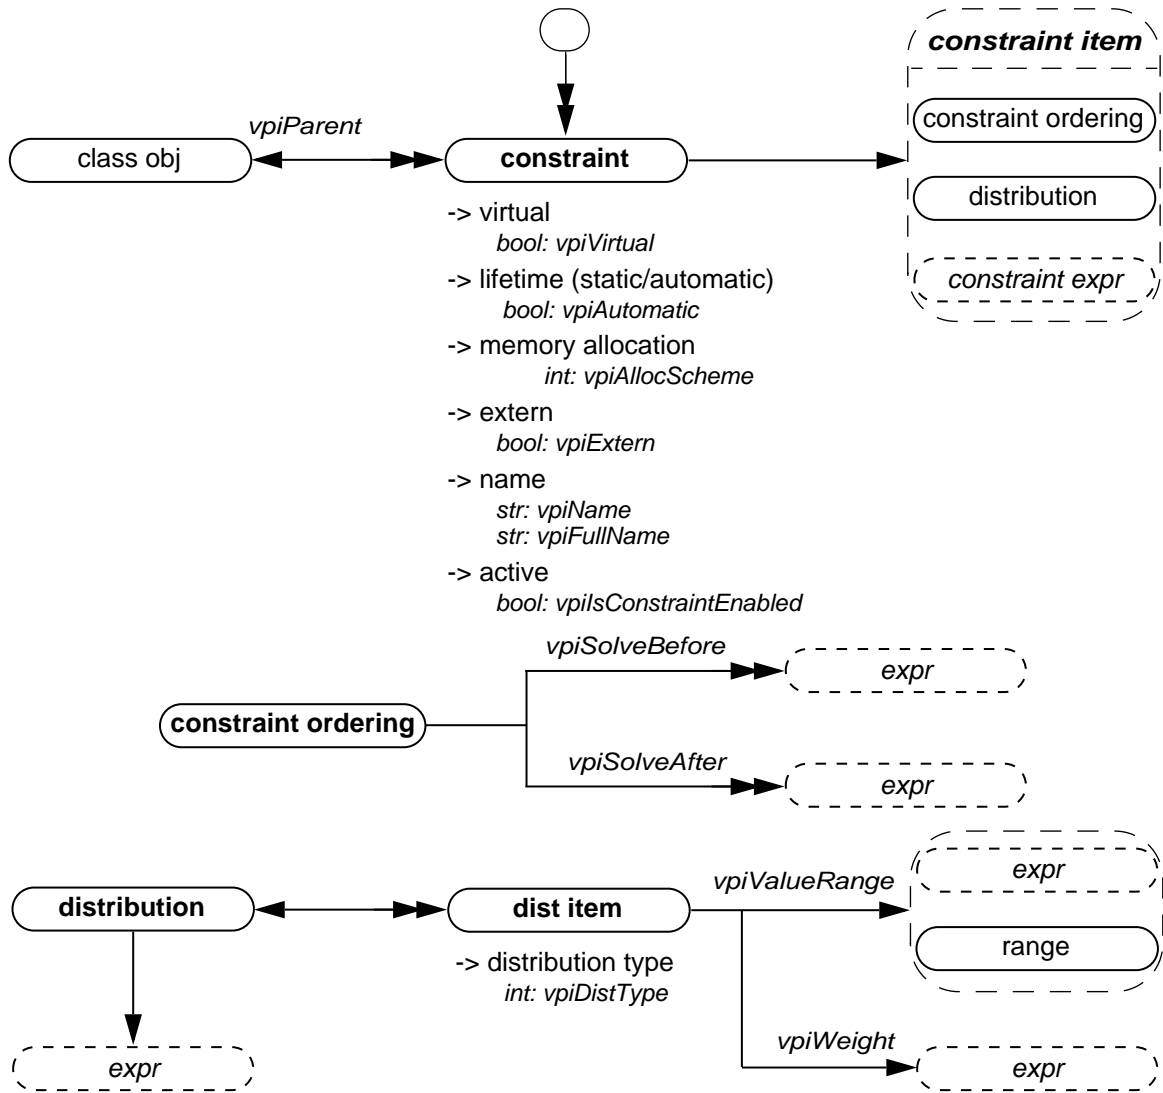 constraint item
constraint ordering
distribution
constraint expr
vpiParent
class obj
constraint
-> virtual
bool: vpiVirtual
-> lifetime (static/automatic)
bool: vpiAutomatic
-> memory allocation
int: vpiAllocScheme
-> extern
bool: vpiExtern
-> name
str: vpiName
str: vpiFullName
-> active
bool: vpiIsConstraintEnabled
vpiSolveBefore
expr
constraint ordering
vpiSolveAfter
expr
distribution
dist item
vpiValueRange
expr
range
-> distribution type
int: vpiDistType
vpiWeight
expr
expr